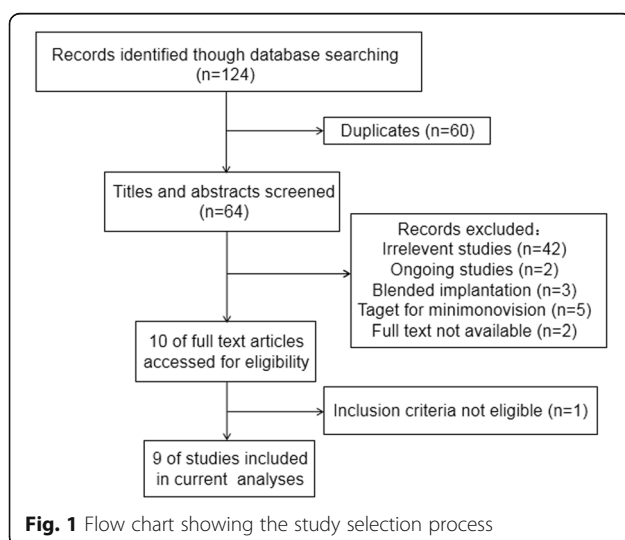 Records identified though database searching
(n=124)
Duplicates (n=60)
Titles and abstracts screened
(n=64)
Records excluded：
Irrelevent studies (n=42)
Ongoing studies (n=2)
Blended implantation (n=3)
Taget for minimonovision (n=5)
Full text not available (n=2)
10 of full text articles
accessed for eligibility
Inclusion criteria not eligible (n=1)
9 of studies included
in current analyses
Fig. 1 Flow chart showing the study selection process